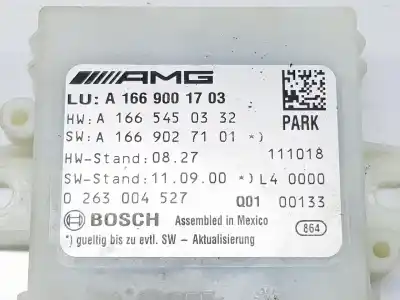 AMG
LU: A 166 900 17 03
HW: A 166 545 03 32 PARK
SW: A 166 902 71 01 *)
HW-Stand: 08.27 111018
SW-Stand: 11.09.00 *) L4 0000
0 263 004 527 Q01 00133
BOSCH Assembled in Mexico
*) gueltig bis zu evtl. SW - Aktualisierung 864